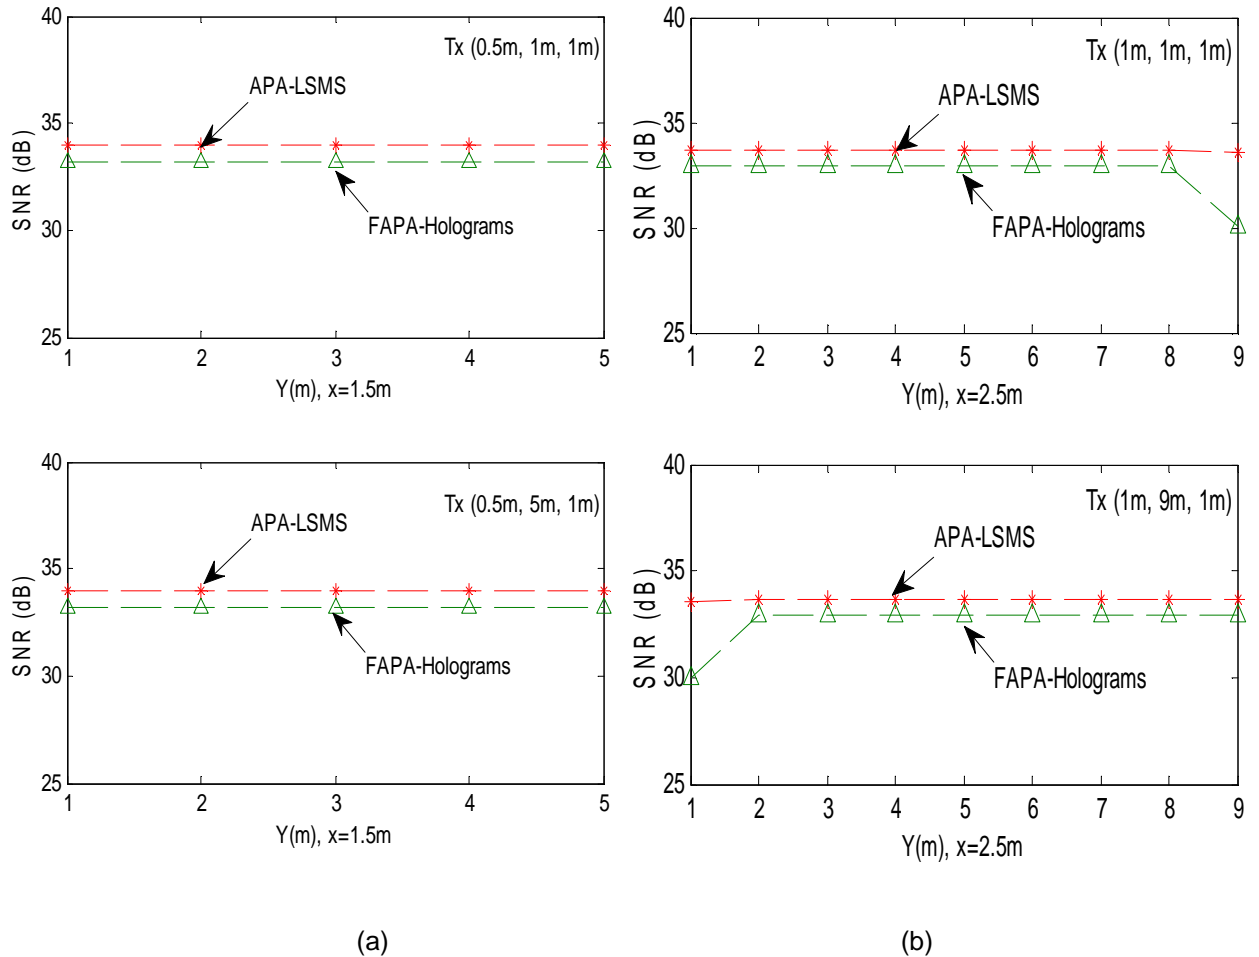 40
35
30
25
SNR (dB)
Tx (0.5m, 1m, 1m)
APA-LSMS
FAPA-Holograms
1 2 3 4 5
Y(m), x=1.5m
40
35
30
25
SNR (dB)
Tx (1m, 1m, 1m)
APA-LSMS
FAPA-Holograms
1 2 3 4 5 6 7 8 9
Y(m), x=2.5m
40
35
30
25
SNR (dB)
Tx (0.5m, 5m, 1m)
APA-LSMS
FAPA-Holograms
1 2 3 4 5
Y(m), x=1.5m
40
35
30
25
SNR (dB)
Tx (1m, 9m, 1m)
APA-LSMS
FAPA-Holograms
1 2 3 4 5 6 7 8 9
Y(m), x=2.5m
(a)
(b)